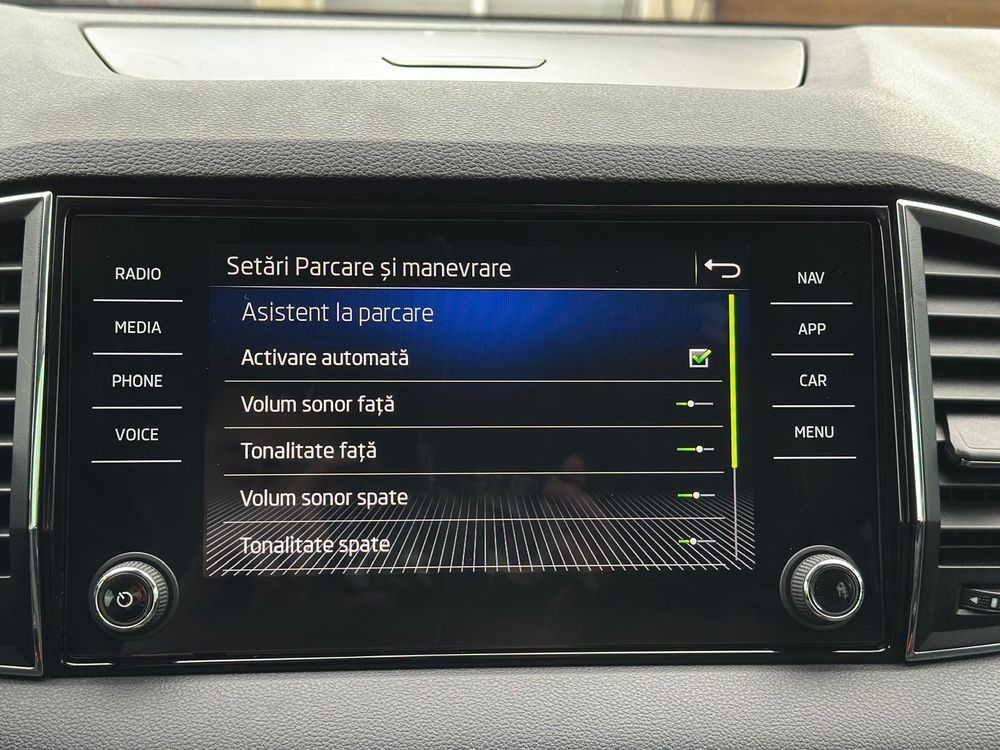 Setări Parcare și manevrare
Asistent la parcare
Activare automată
Volum sonor față
Tonalitate față
Volum sonor spate
Tonalitate spate
RADIO
MEDIA
PHONE
VOICE
NAV
APP
CAR
MENU